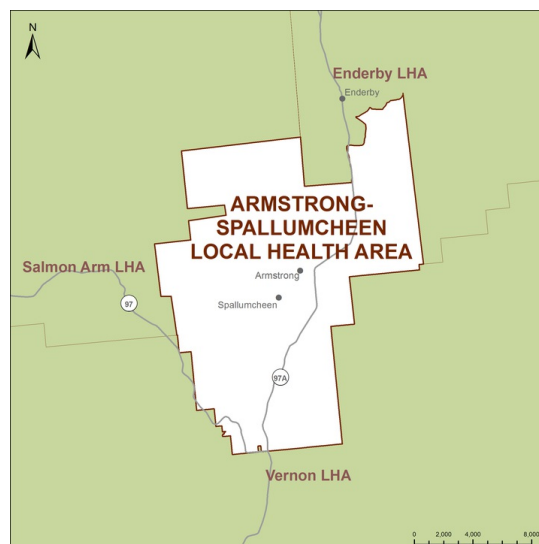 N
Enderby LHA
Enderby
ARMSTRONG-
SPALLUMCHEEN
LOCAL HEALTH AREA
Salmon Arm LHA
Armstrong
Spallumcheen
97
97A
Vernon LHA
0 2,000 4,000 8,000